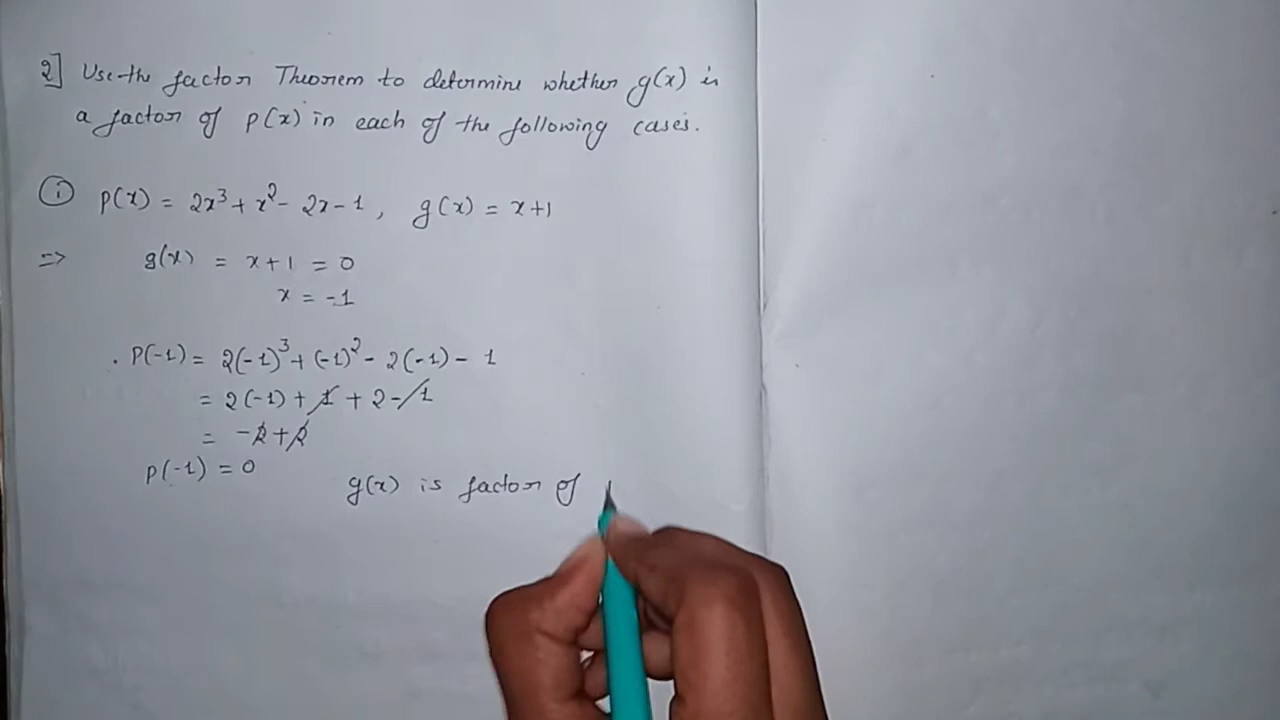 2] Use the factor Theorem to determine whether g(x) is
a factor of p(x) in each of the following cases.
(i) p(x) = 2x³ + x² - 2x - 1, g(x) = x+1
=> g(x) = x + 1 = 0
x = -1
. P(-1) = 2(-1)³ + (-1)² - 2(-1) - 1
= 2(-1) + 1 + 2 - 1
= -2 + 2
p(-1) = 0
g(x) is factor of